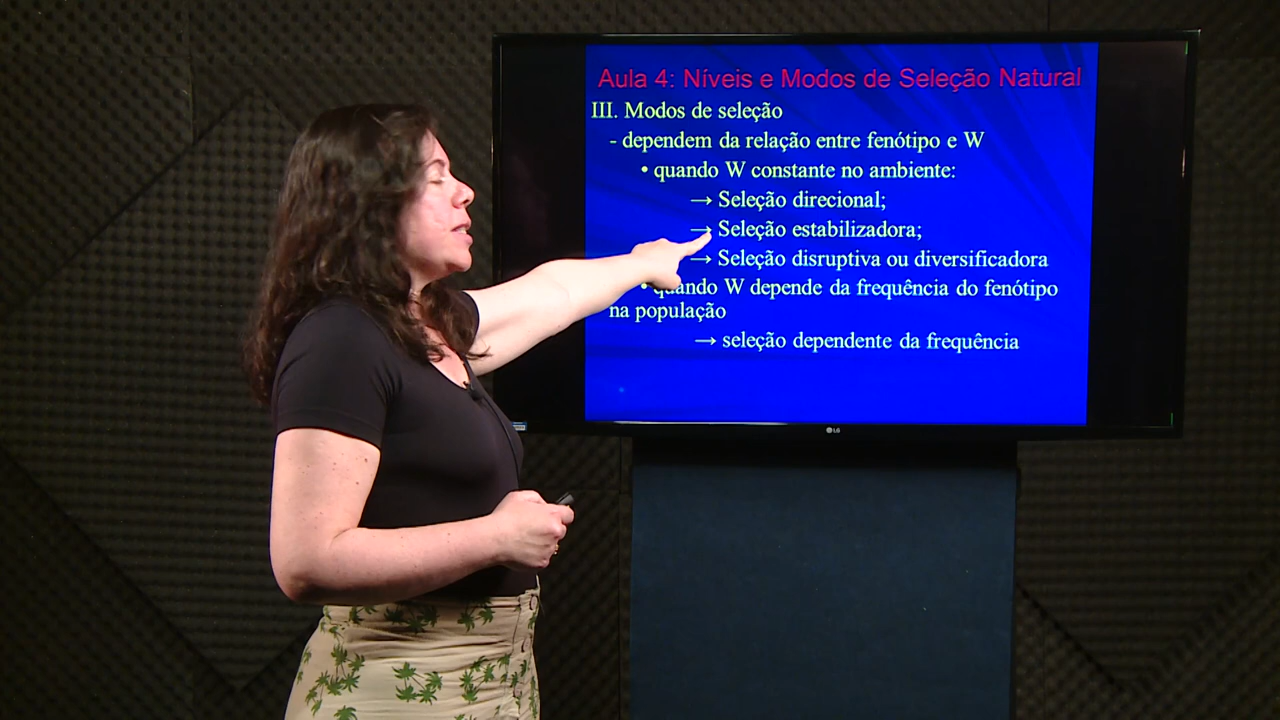 Aula 4: Níveis e Modos de Seleção Natural
III. Modos de seleção
- dependem da relação entre fenótipo e W
• quando W constante no ambiente:
→ Seleção direcional;
→ Seleção estabilizadora;
→ Seleção disruptiva ou diversificadora
• quando W depende da frequência do fenótipo
na população
→ seleção dependente da frequência
LG